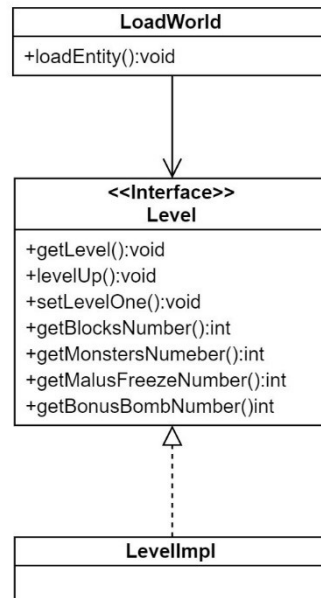 LoadWorld
+loadEntity():void
<<Interface>>
Level
+getLevel():void
+levelUp():void
+setLevelOne():void
+getBlocksNumber():int
+getMonstersNumeber():int
+getMalusFreezeNumber():int
+getBonusBombNumber()int
LevelImpl